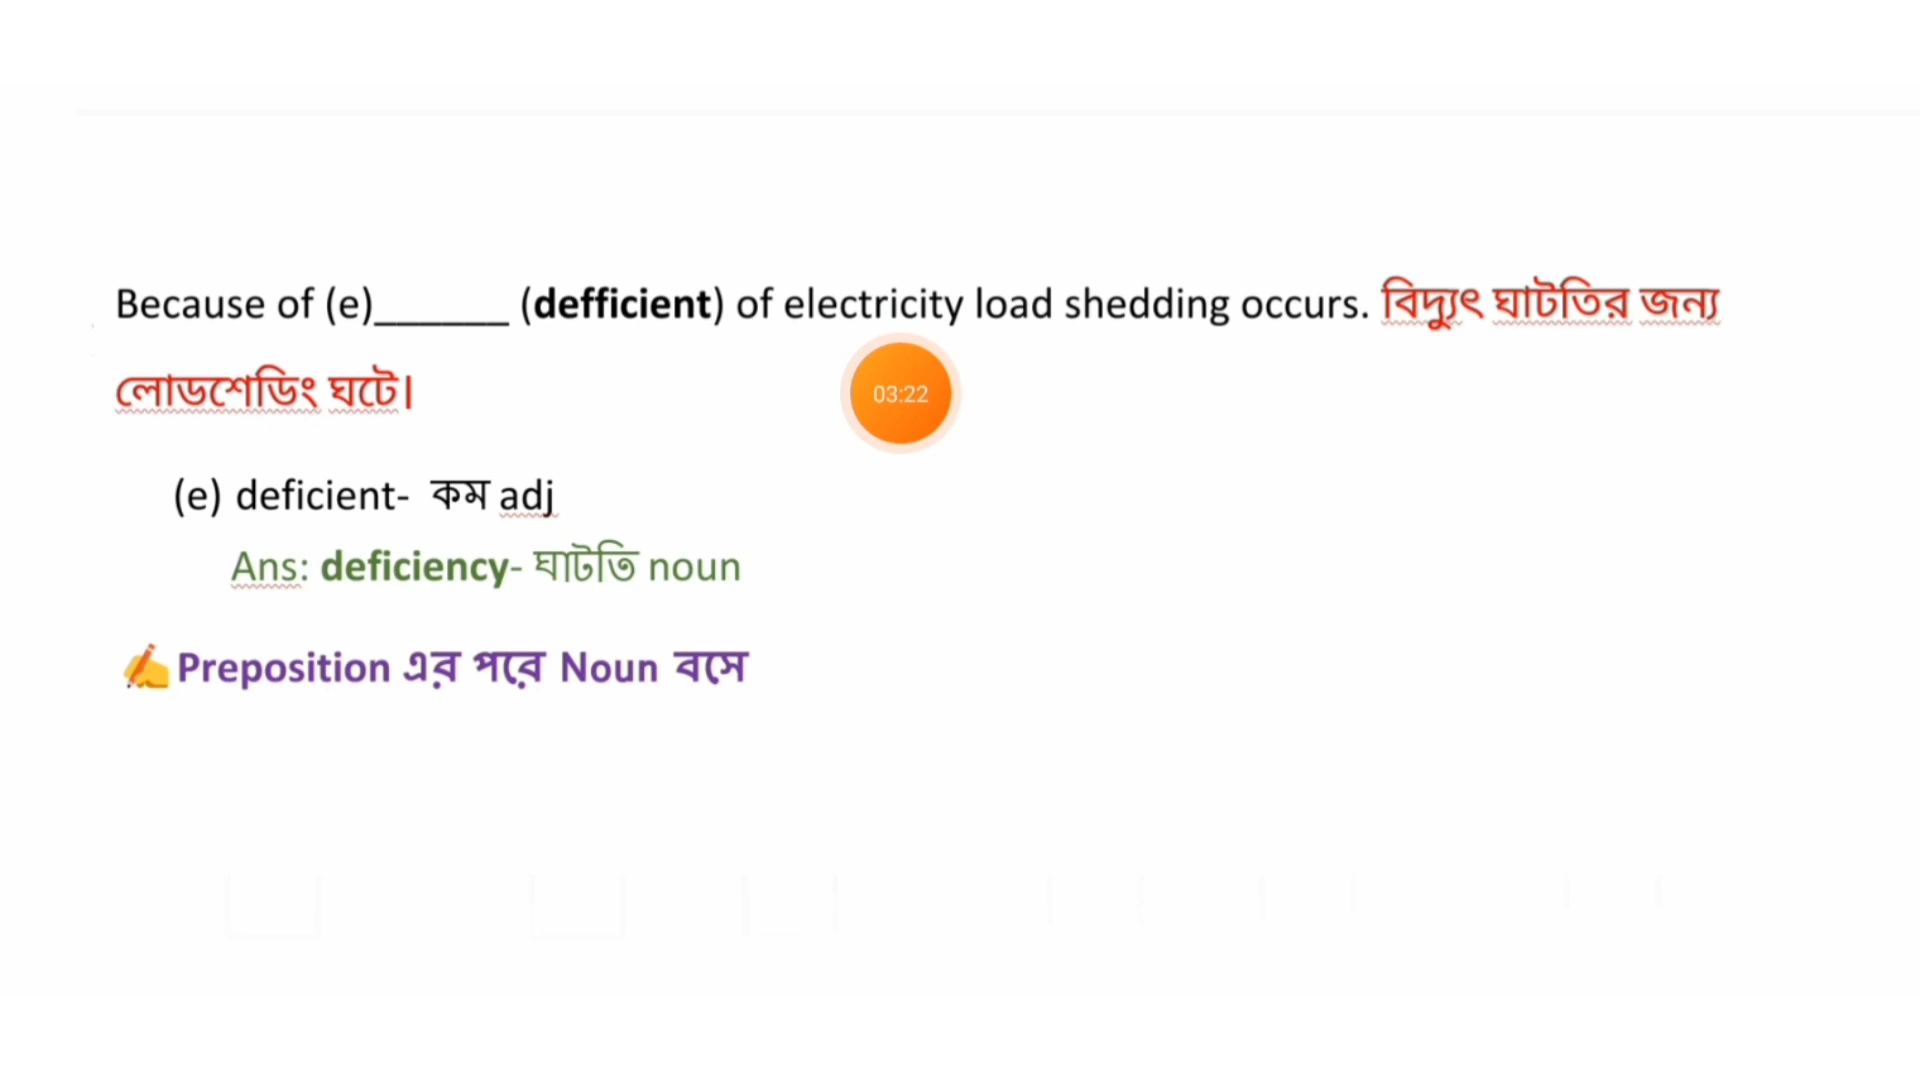 Because of (e)______ (defficient) of electricity load shedding occurs. বিদ্যুৎ ঘাটতির জন্য
লোডশেডিং ঘটে।
03:22
(e) deficient- কম adj
Ans: deficiency- ঘাটতি noun
✍️Preposition এর পরে Noun বসে